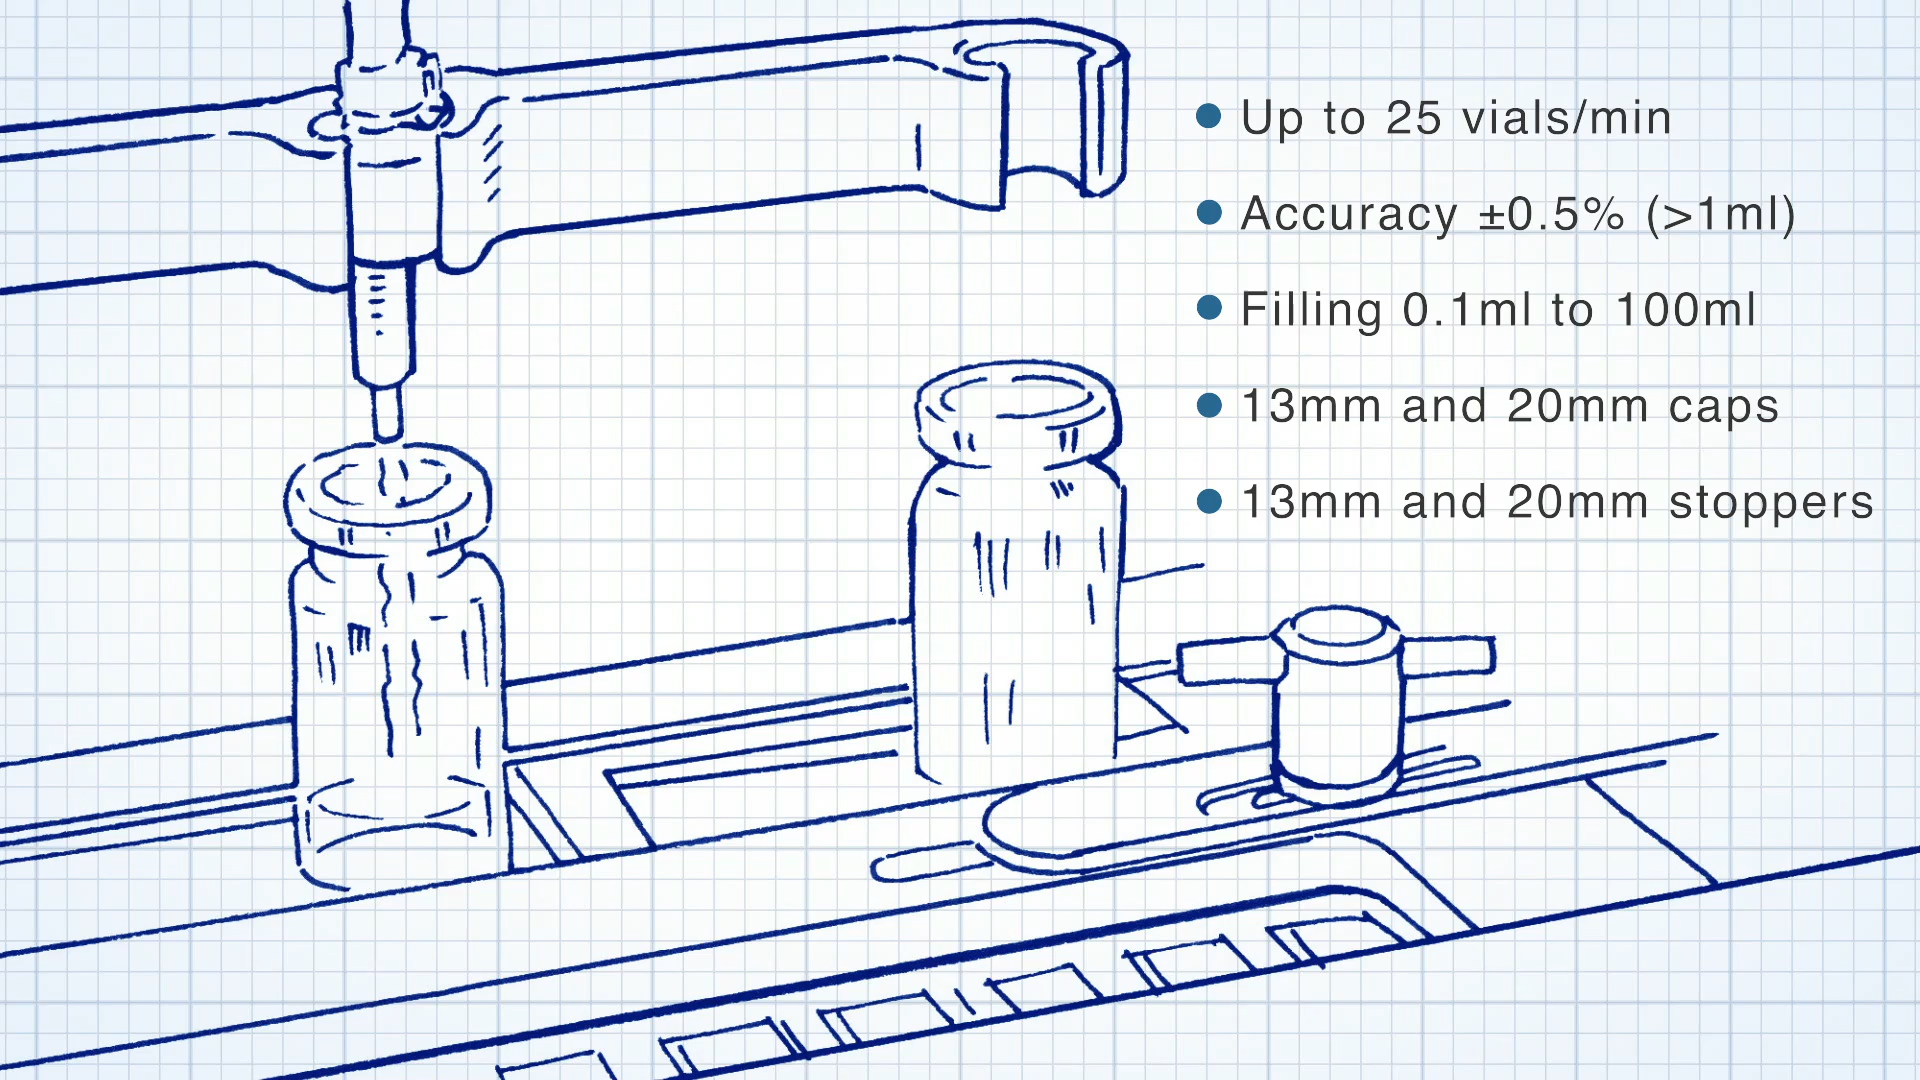 Up to 25 vials/min
Accuracy ±0.5% (>1ml)
Filling 0.1ml to 100ml
13mm and 20mm caps
13mm and 20mm stoppers